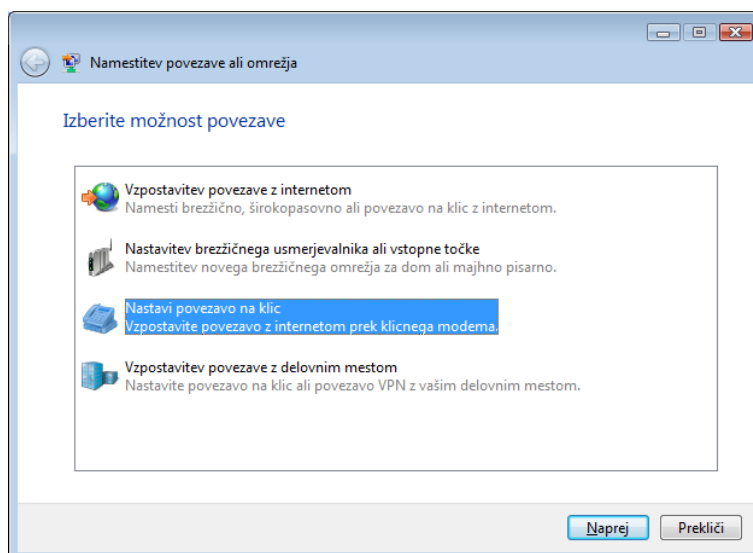 Namestitev povezave ali omrežja
Izberite možnost povezave
Vzpostavitev povezave z internetom
Namesti brezžično, širokopasovno ali povezavo na klic z internetom.
Nastavitev brezžičnega usmerjevalnika ali vstopne točke
Namestitev novega brezžičnega omrežja za dom ali majhno pisarno.
Nastavi povezavo na klic
Vzpostavite povezavo z internetom prek klicnega modema.
Vzpostavitev povezave z delovnim mestom
Nastavite povezavo na klic ali povezavo VPN z vašim delovnim mestom.
Naprej
Prekliči